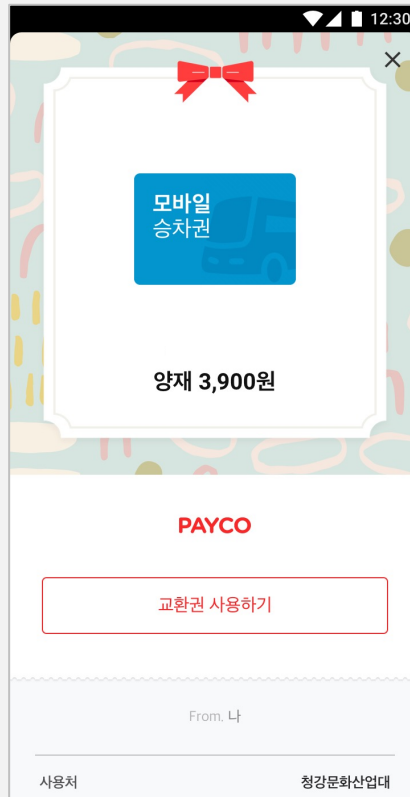 12:30
모바일
승차권
양재 3,900원
PAYCO
교환권 사용하기
From. 나
사용처 청강문화산업대